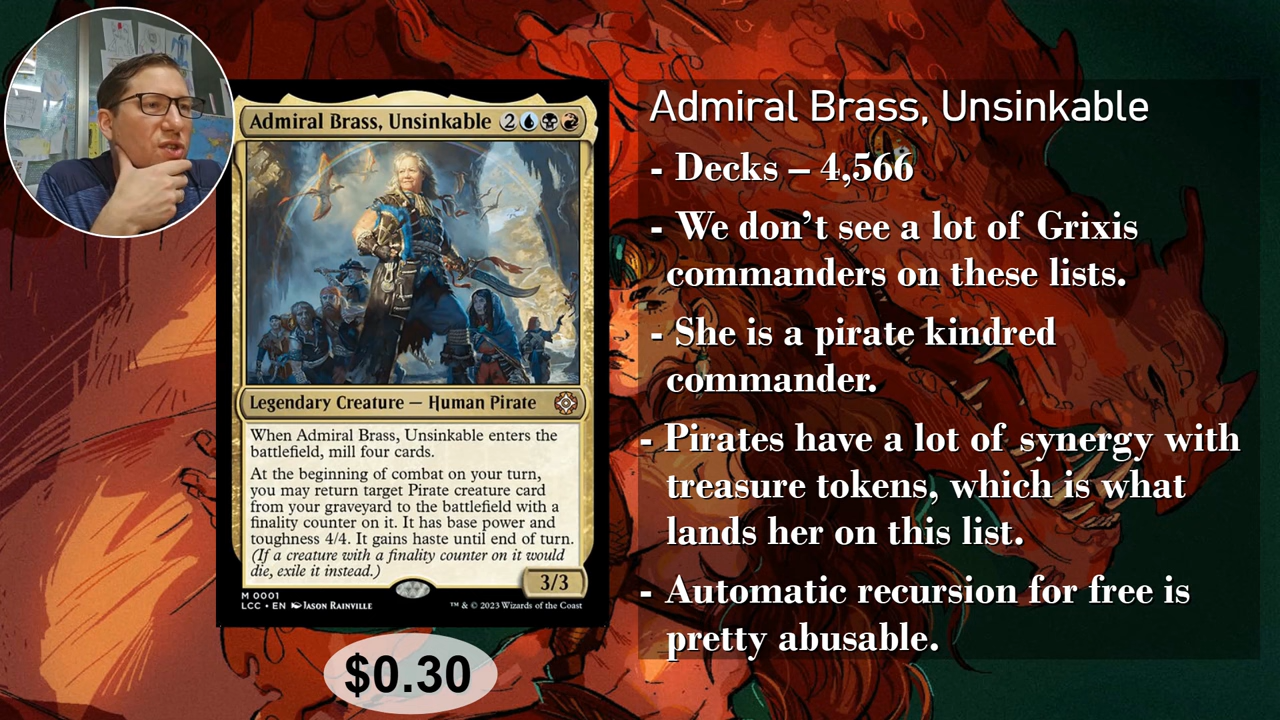 Admiral Brass, Unsinkable 2
Legendary Creature — Human Pirate
When Admiral Brass, Unsinkable enters the
battlefield, mill four cards.
At the beginning of combat on your turn,
you may return target Pirate creature card
from your graveyard to the battlefield with a
finality counter on it. It has base power and
toughness 4/4. It gains haste until end of turn.
(If a creature with a finality counter on it would
die, exile it instead.)
3/3
M 0001
LCC • EN Jason Rainville
™ & © 2023 Wizards of the Coast
$0.30
Admiral Brass, Unsinkable
- Decks – 4,566
- We don’t see a lot of Grixis
commanders on these lists.
- She is a pirate kindred
commander.
- Pirates have a lot of synergy with
treasure tokens, which is what
lands her on this list.
- Automatic recursion for free is
pretty abusable.